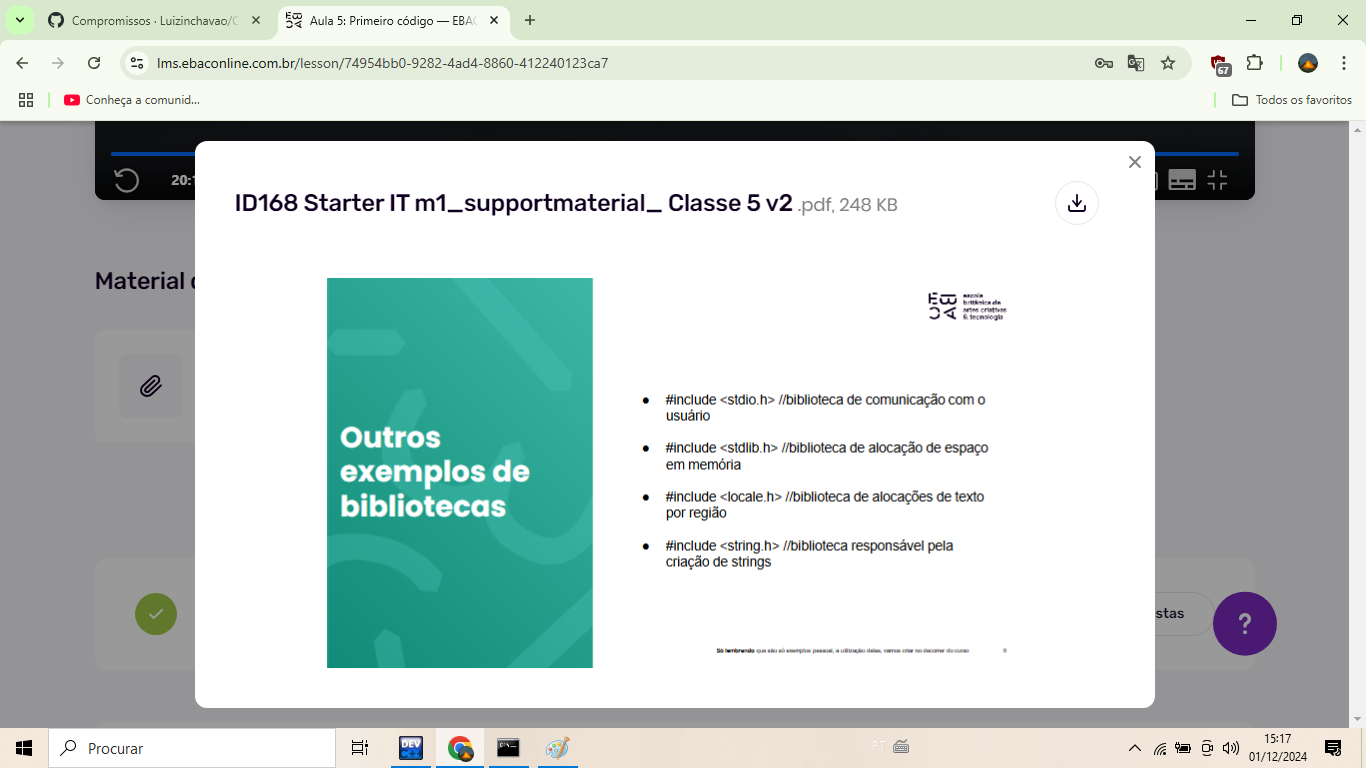 Compromissos · Luizinchavao/C
Aula 5: Primeiro código — EBAC
lms.ebaconline.com.br/lesson/74954bb0-9282-4ad4-8860-412240123ca7
67
Conheça a comunid...
Todos os favoritos
20:1
ID168 Starter IT m1_supportmaterial_ Classe 5 v2 .pdf, 248 KB
Material
escola
britânica de
artes criativas
& tecnologia
Outros
exemplos de
bibliotecas
● #include <stdio.h> //biblioteca de comunicação com o
usuário
● #include <stdlib.h> //biblioteca de alocação de espaço
em memória
● #include <locale.h> //biblioteca de alocações de texto
por região
● #include <string.h> //biblioteca responsável pela
criação de strings
stas
?
Só lembrando que são só exemplos pessoal, a utilização delas, vamos criar no decorrer do curso
Procurar
DEV
PT
15:17
01/12/2024